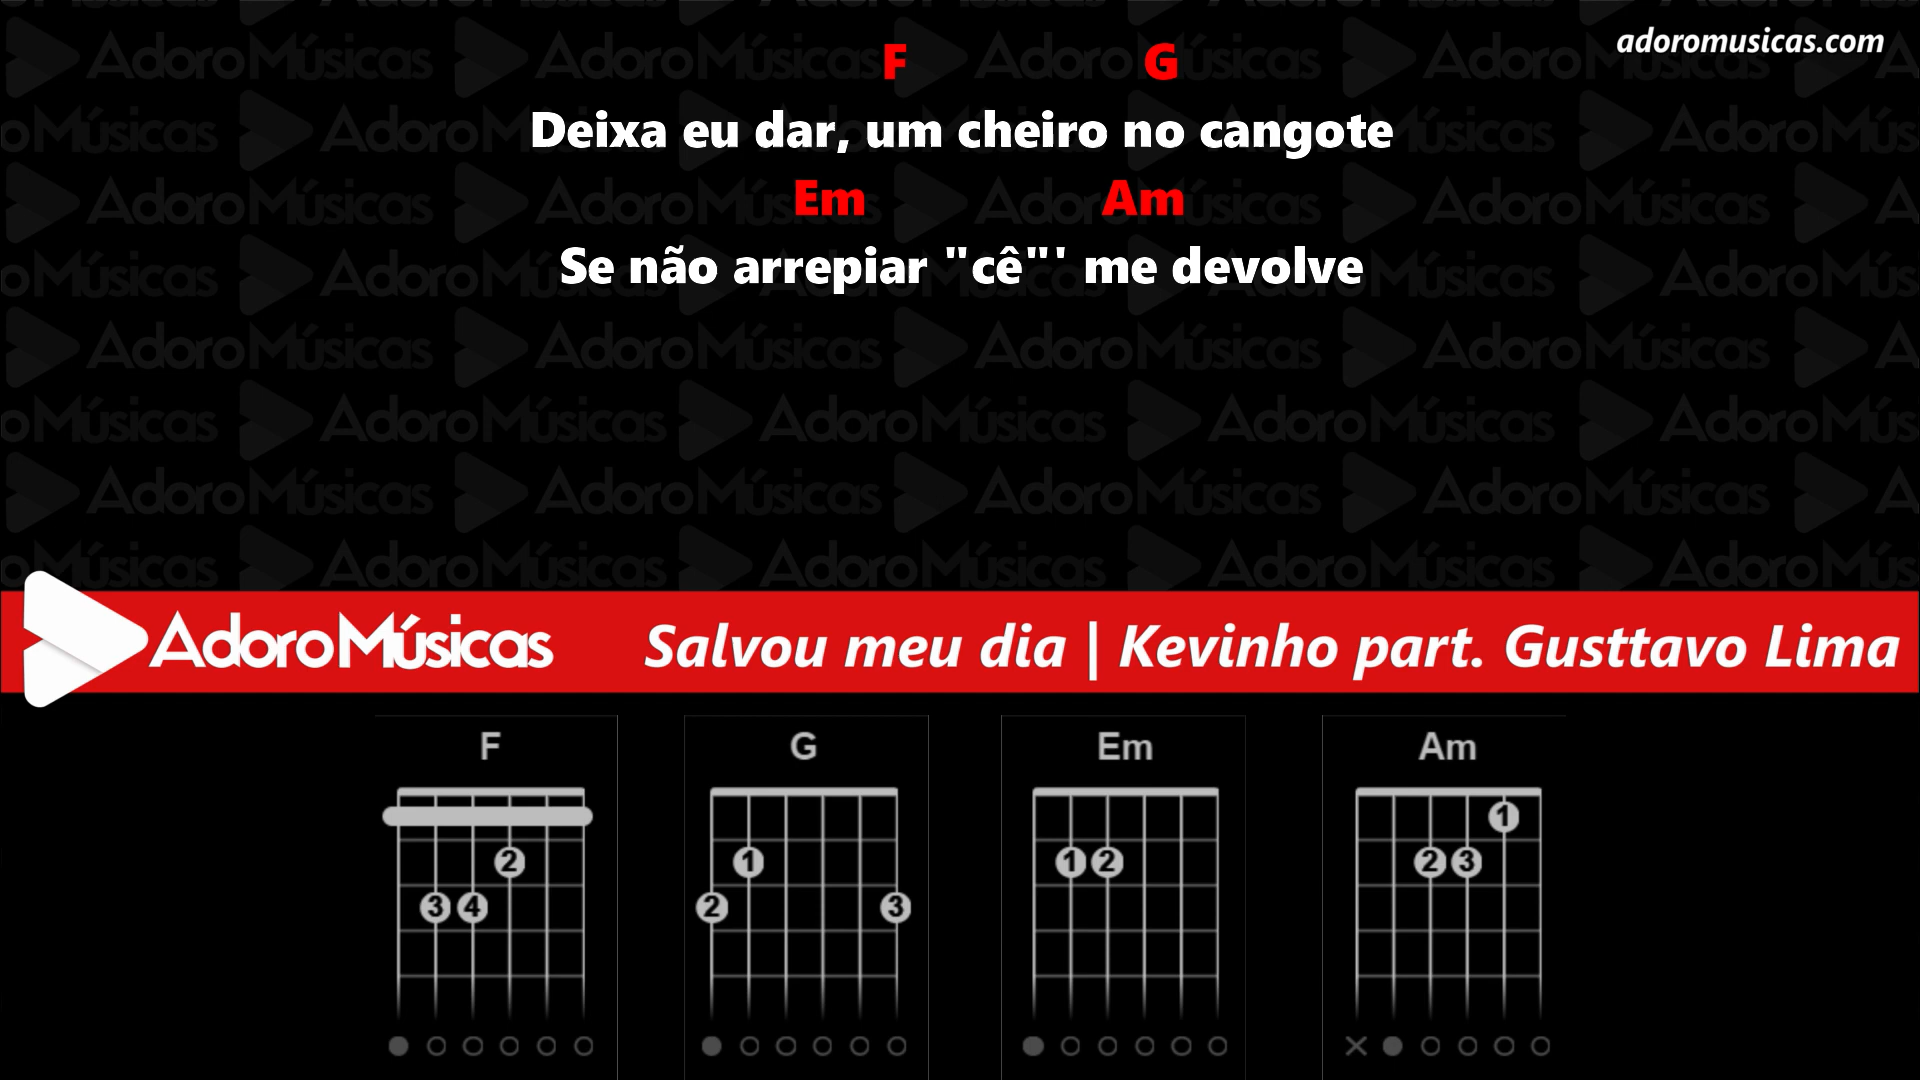 adoromusicas.com
F G
Deixa eu dar, um cheiro no cangote
Em Am
Se não arrepiar "cê"' me devolve
AdoroMúsicas
Salvou meu dia | Kevinho part. Gusttavo Lima
F G Em Am
2 1 1 2 1
3 4 2 3 2 3